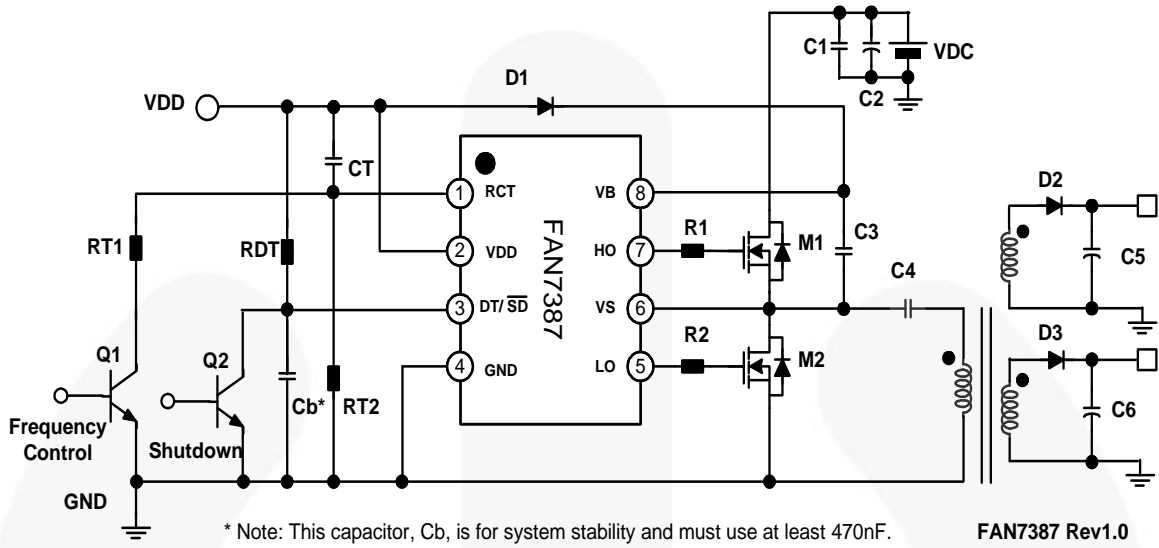 C1
VDC
C2
D1
VDD
CT
1 RCT
VB 8
D2
RT1
RDT
2 VDD
FAN7387
HO 7
R1
M1
C3
C5
C4
3 DT/ SD
VS 6
R2
D3
Q1
Q2
4 GND
LO 5
M2
Cb*
RT2
C6
Frequency
Control
Shutdown
GND
* Note: This capacitor, Cb, is for system stability and must use at least 470nF.
FAN7387 Rev1.0